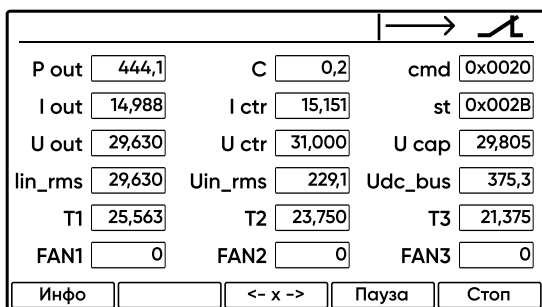 P out 444,1 C 0,2 cmd 0x0020
I out 14,988 I ctr 15,151 st 0x002B
U out 29,630 U ctr 31,000 U cap 29,805
Iin_rms 29,630 Uin_rms 229,1 Udc_bus 375,3
T1 25,563 T2 23,750 T3 21,375
FAN1 0 FAN2 0 FAN3 0
Инфо <- x -> Пауза Стоп